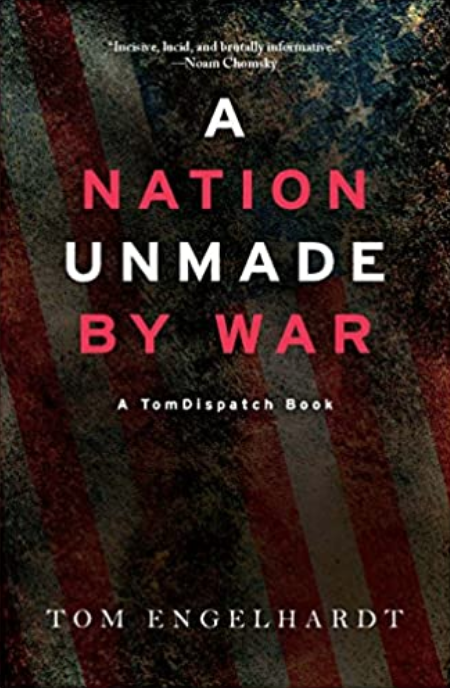 "Incisive, lucid, and brutally informative."
—Noam Chomsky
A
NATION
UNMADE
BY WAR
A TomDispatch Book
TOM ENGELHARDT